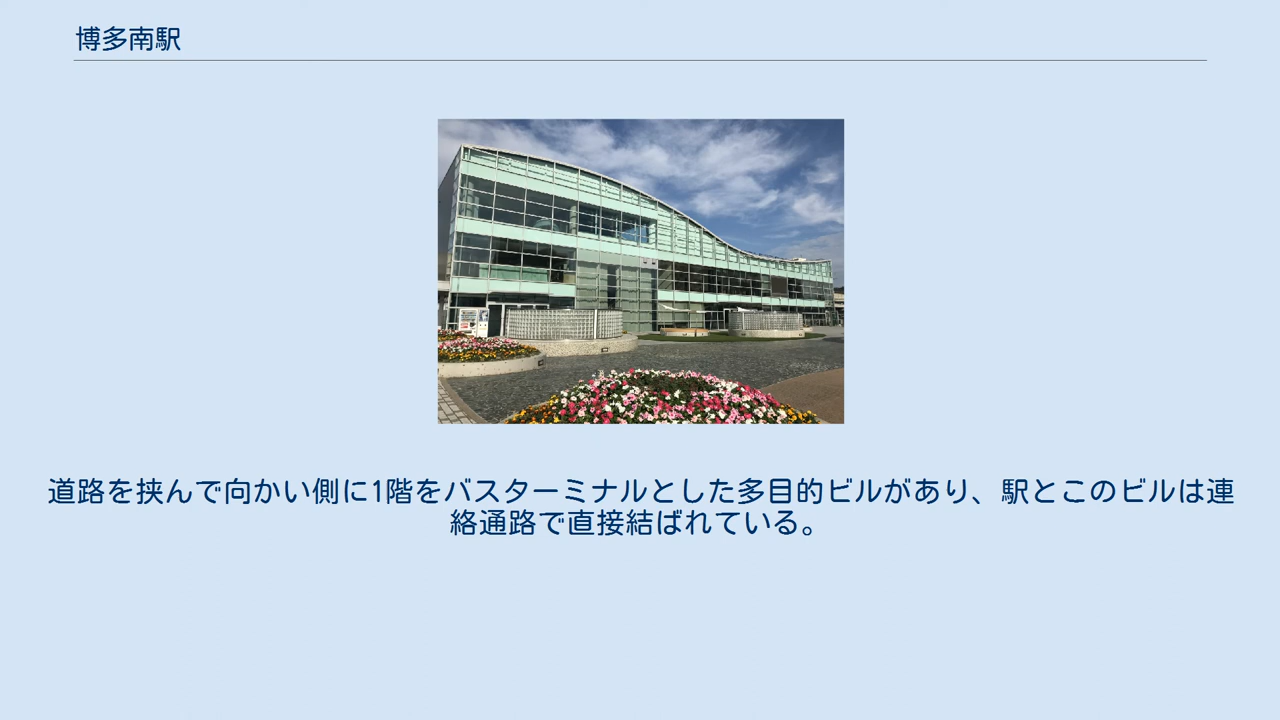 博多南駅
道路を挟んで向かい側に1階をバスターミナルとした多目的ビルがあり、駅とこのビルは連
絡通路で直接結ばれている。